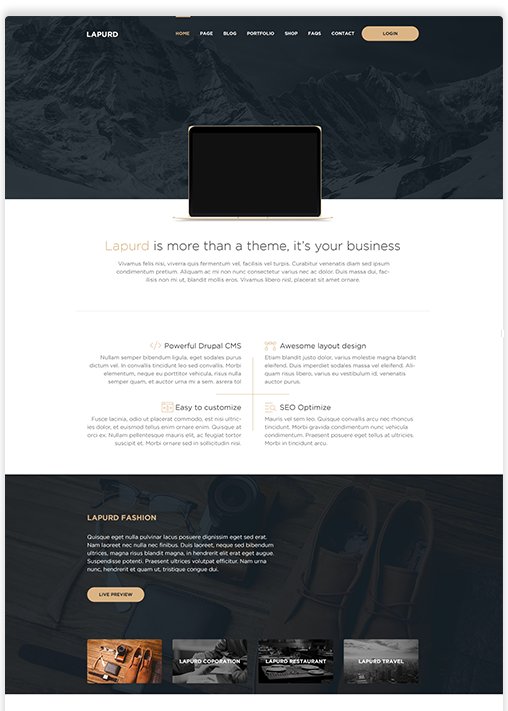 LAPURD
HOME PAGE BLOG PORTFOLIO SHOP FAQS CONTACT LOGIN
Lapurd is more than a theme, it's your business
Vivamus felis nisi, viverra quis fermentum vel, facilisis vel turpis. Curabitur venenatis diam sed ipsum
condimentum pretium. Aliquam ac mi non nunc consectetur varius nec ac dolor. Duis massa dui, fac-
ilisis non mi ut, blandit mollis eros. Vivamus libero nisl, placerat sit amet ornare.
Powerful Drupal CMS
Nullam semper bibendum ligula, eget sodales purus
dictum vel. In convallis tincidunt leo sed convallis. Morbi
elementum, neque eu porttitor vehicula, risus nulla
semper quam, et auctor urna mi a sem. asrera tol
Awesome layout design
Etiam blandit justo dolor, varius molestie magna blandit
eleifend. Duis imperdiet sodales massa vel eleifend. Ali-
quam risus libero, varius eu vestibulum id, venenatis
auctor purus.
Easy to customize
Fusce lacinia, odio ut placerat commodo, est nisi ultric-
ies dolor, et euismod tellus enim ornare enim. Quisque at
orci ex. Nullam pellentesque mauris elit, ac feugiat tortor
suscipit et. Morbi ornare sed in sollicitudin nisi.
SEO Optimize
Mauris vel sem leo. Quisque convallis arcu nec rhoncus
tincidunt. Morbi gravida condimentum nunc vehicula
condimentum. Praesent posuere eget tellus at ultricies.
Morbi in tincidunt arcu.
LAPURD FASHION
Quisque eget nulla pulvinar lacus posuere dignissim eget sed erat.
Nam laoreet nec nulla nec finibus. Duis laoreet, neque sed bibendum
ultrices, magna risus blandit magna, in hendrerit elit erat eget augue.
Suspendisse potenti. Praesent ultrices volutpat efficitur. Nam urna
nunc, hendrerit et quam ut, tristique congue dui.
LIVE PREVIEW
LAPURD COPORATION LAPURD RESTAURANT LAPURD TRAVEL